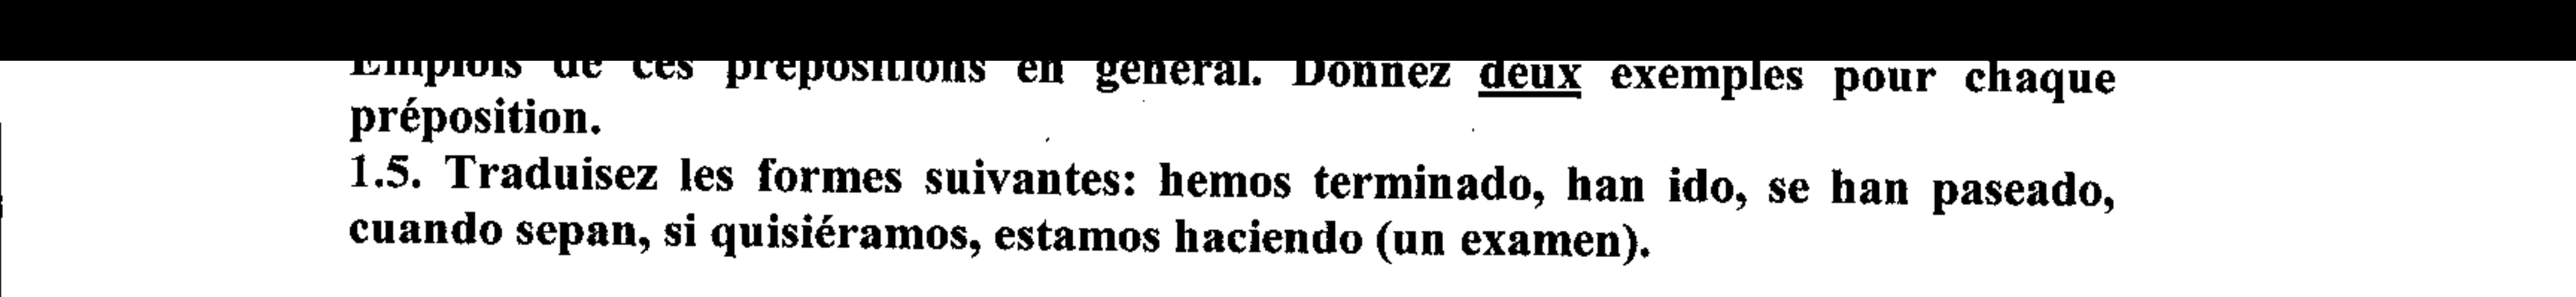 Emplois de ces prépositions en général. Donnez deux exemples pour chaque
préposition.
1.5. Traduisez les formes suivantes: hemos terminado, han ido, se han paseado,
cuando sepan, si quisiéramos, estamos haciendo (un examen).